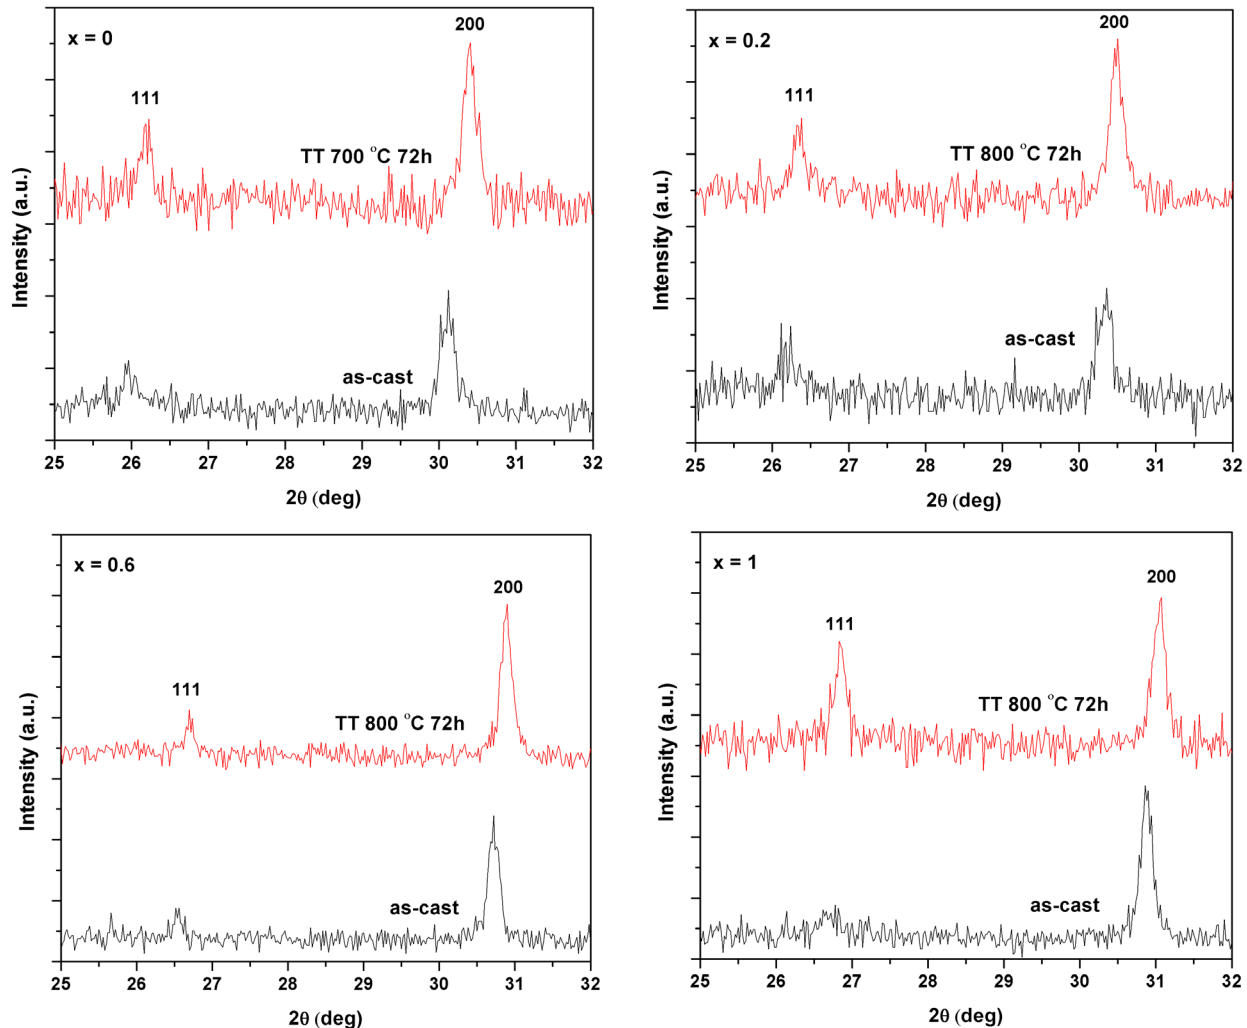 x = 0
200
111
TT 700 °C 72h
as-cast
Intensity (a.u.)
25 26 27 28 29 30 31 32
2θ (deg)
x = 0.2
200
111
TT 800 °C 72h
as-cast
Intensity (a.u.)
25 26 27 28 29 30 31 32
2θ (deg)
x = 0.6
200
111
TT 800 °C 72h
as-cast
Intensity (a.u.)
25 26 27 28 29 30 31 32
2θ (deg)
x = 1
200
111
TT 800 °C 72h
as-cast
Intensity (a.u.)
25 26 27 28 29 30 31 32
2θ (deg)